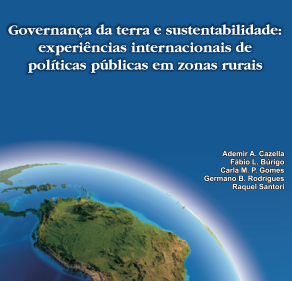 Governança da terra e sustentabilidade:
experiências internacionais de
políticas públicas em zonas rurais
Ademir A. Cazella
Fábio L. Búrigo
Carla M. P. Gomes
Germano B. Rodrigues
Raquel Santori